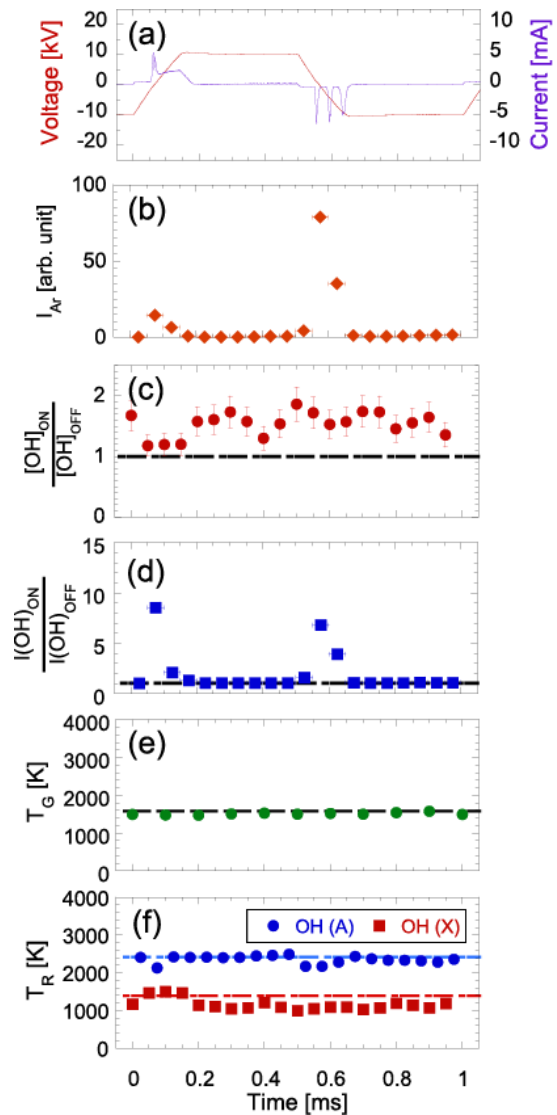 (a)
Voltage [kV]
20
10
0
-10
-20
Current [mA]
10
5
0
-5
-10
(b)
I_Ar [arb. unit]
100
50
0
(c)
[OH]_ON
[OH]_OFF
2
1
0
(d)
I(OH)_ON
I(OH)_OFF
15
10
5
0
(e)
T_G [K]
4000
3000
2000
1000
0
(f)
OH (A) OH (X)
T_R [K]
4000
3000
2000
1000
0
0 0.2 0.4 0.6 0.8 1
Time [ms]